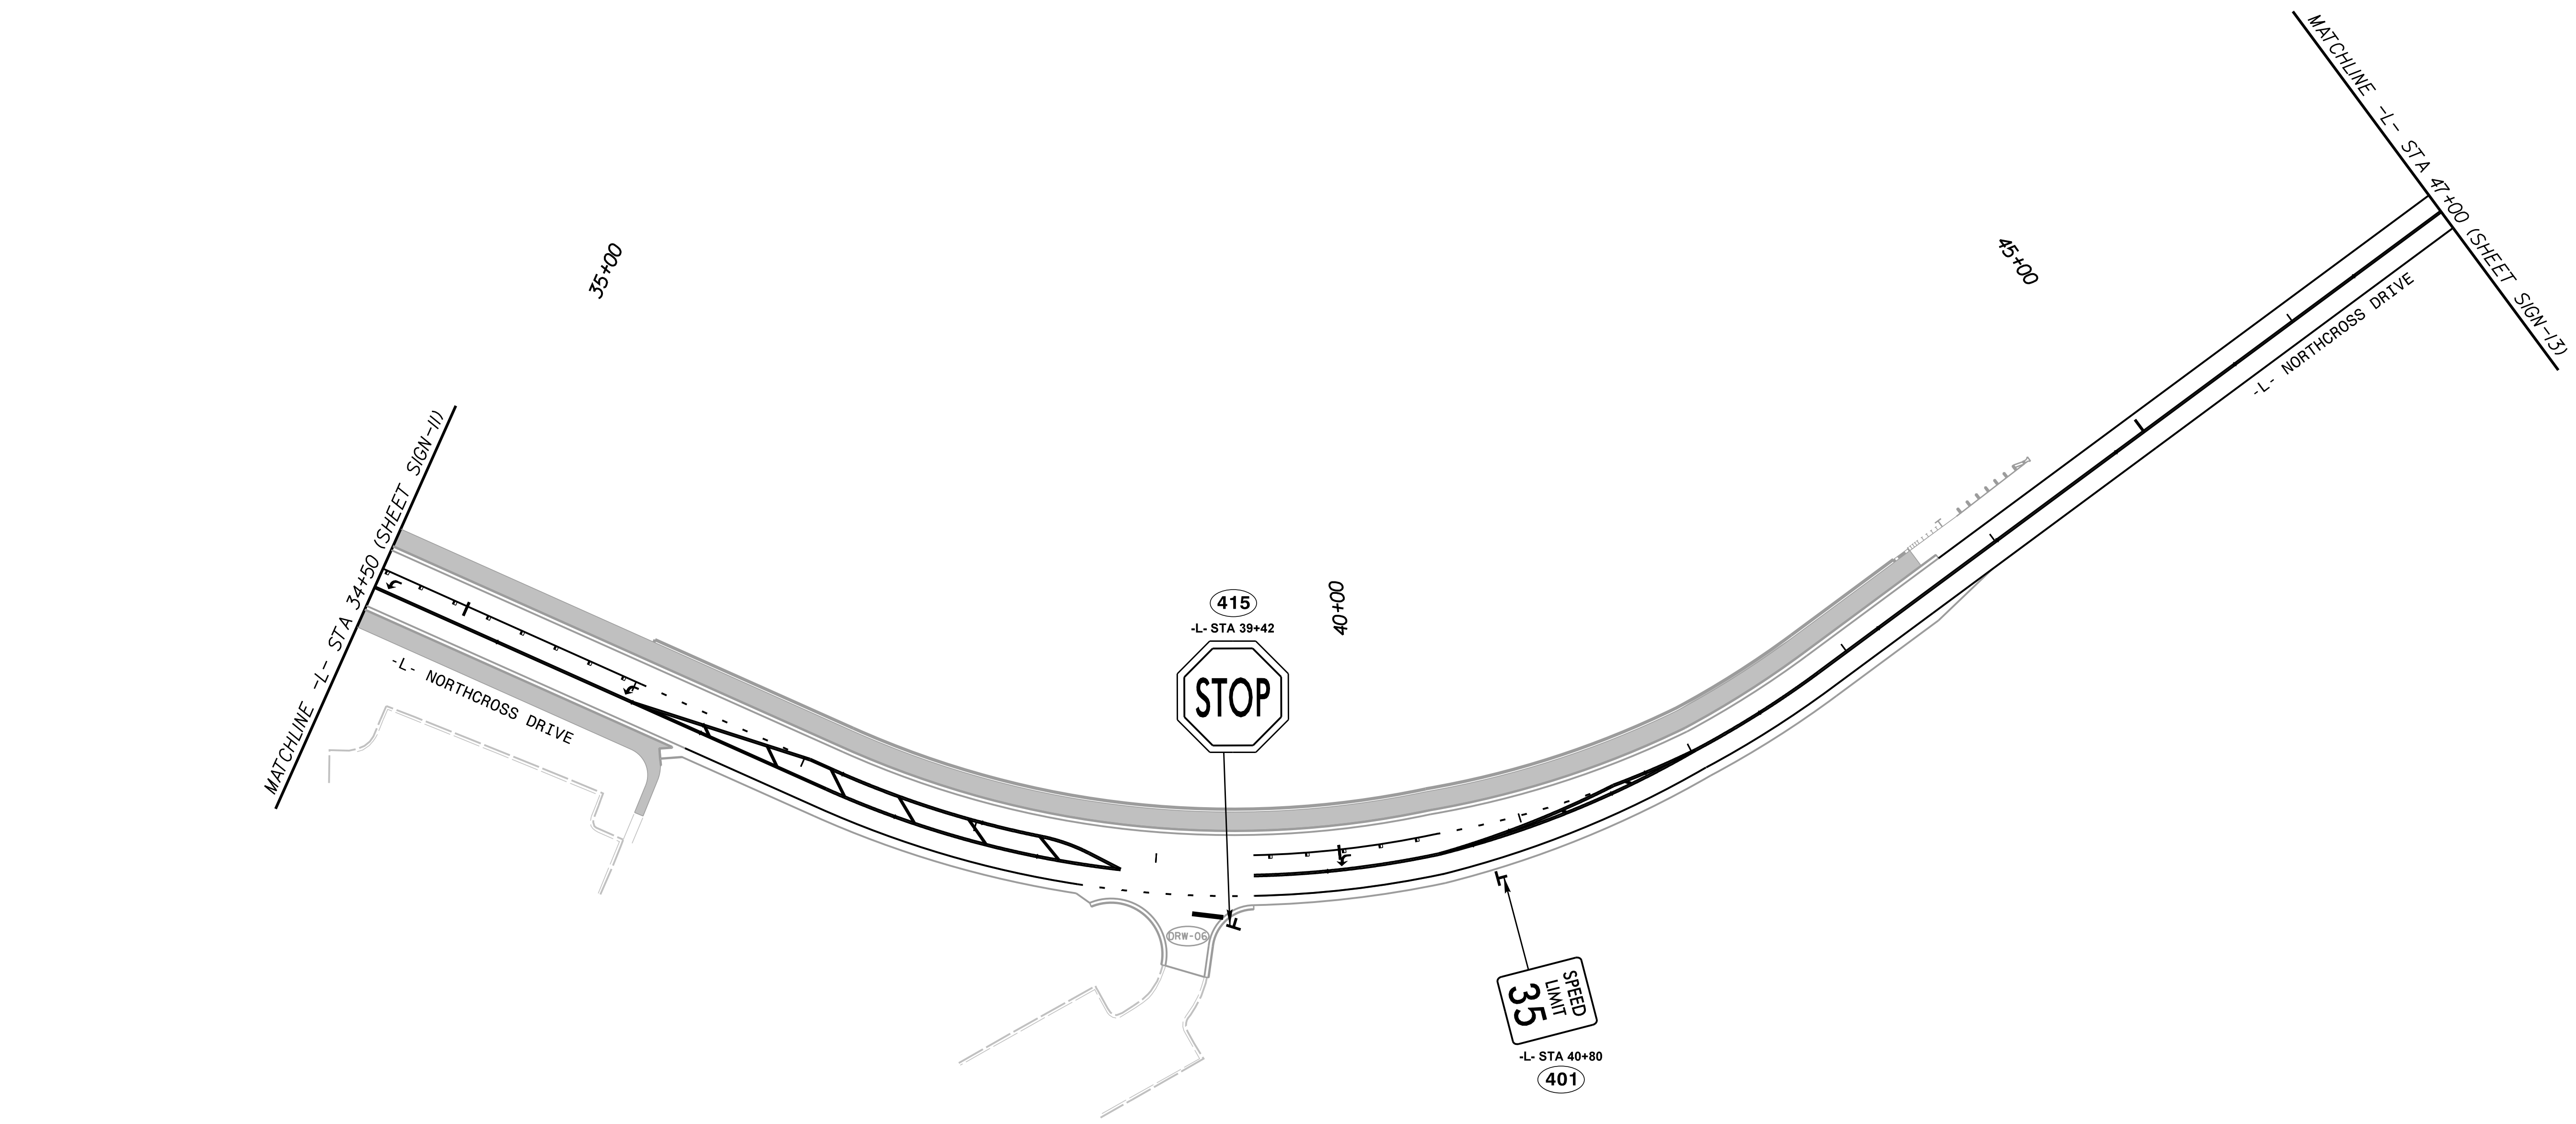 MATCHLINE -L- STA 47+00 (SHEET SIGN-13)
35+00
45+00
-L- NORTHCROSS DRIVE
MATCHLINE -L- STA 34+50 (SHEET SIGN-11)
415
-L- STA 39+42
40+00
STOP
-L- NORTHCROSS DRIVE
DRW-06
SPEED
LIMIT
35
-L- STA 40+80
401